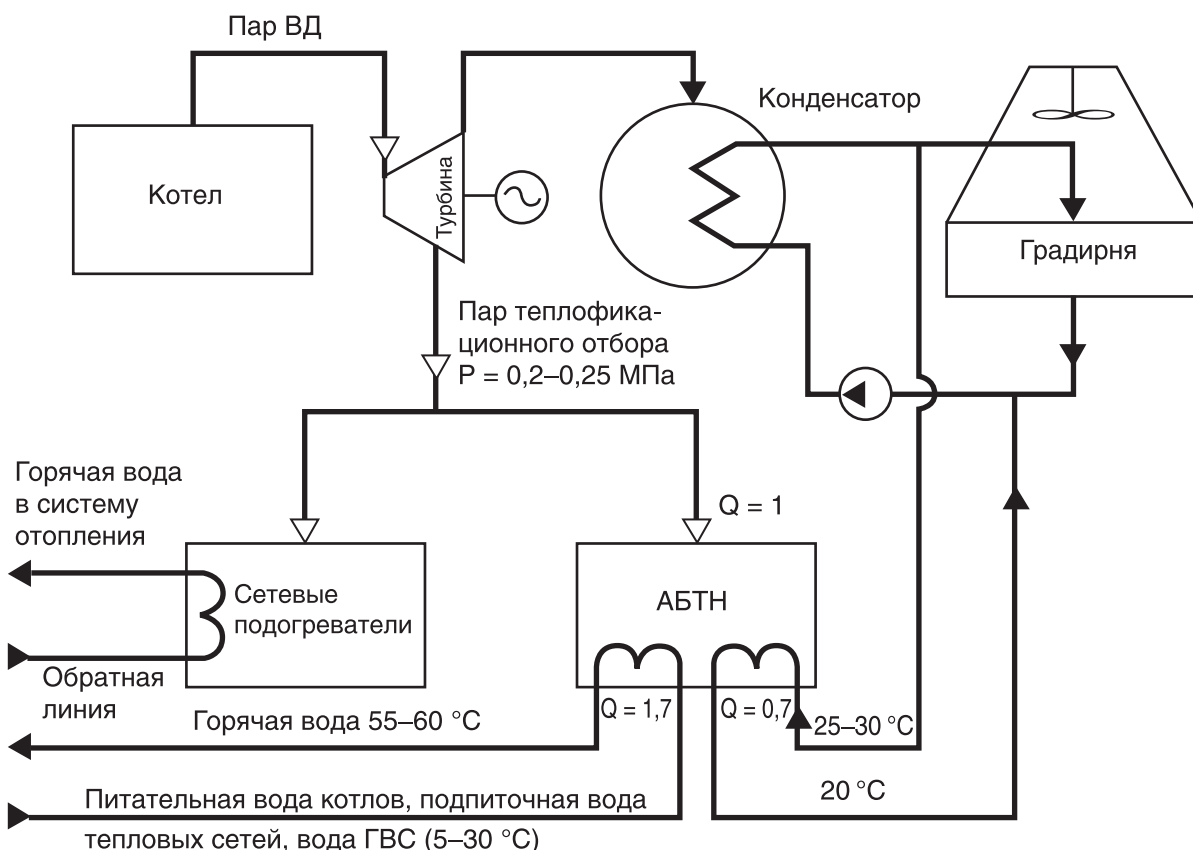 Пар ВД
Конденсатор
Котел
Турбина
Градирня
Пар теплофика-
ционного отбора
P = 0,2–0,25 МПа
Горячая вода
в систему
отопления
Q = 1
Сетевые
подогреватели
АБТН
Обратная
линия
Q = 1,7
Q = 0,7
Горячая вода 55–60 °C
25–30 °C
20 °C
Питательная вода котлов, подпиточная вода
тепловых сетей, вода ГВС (5–30 °C)